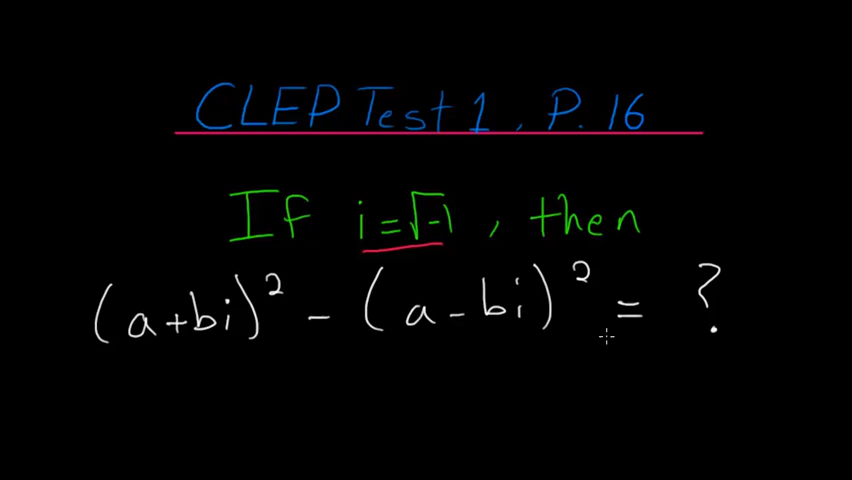 CLEP Test 1, P. 16
If i = √-1, then
(a+bi)² - (a-bi)² = ?